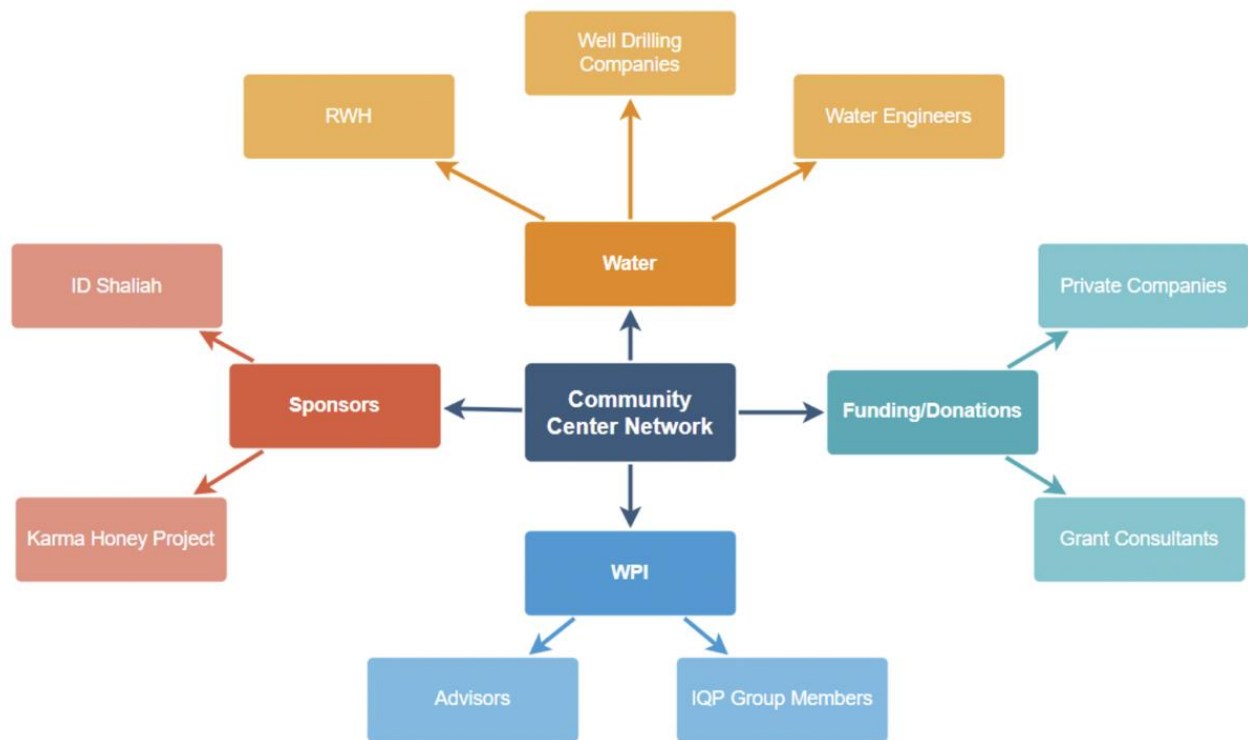 Well Drilling
Companies
RWH
Water Engineers
Water
ID Shaliah
Private Companies
Sponsors
Community
Center Network
Funding/Donations
Karma Honey Project
Grant Consultants
WPI
Advisors
IQP Group Members